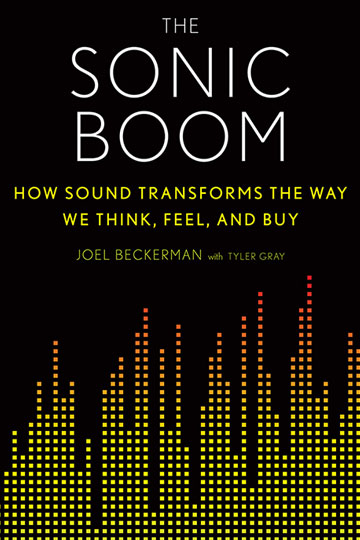 THE
SONIC
BOOM
HOW SOUND TRANSFORMS THE WAY
WE THINK, FEEL, AND BUY
JOEL BECKERMAN with TYLER GRAY